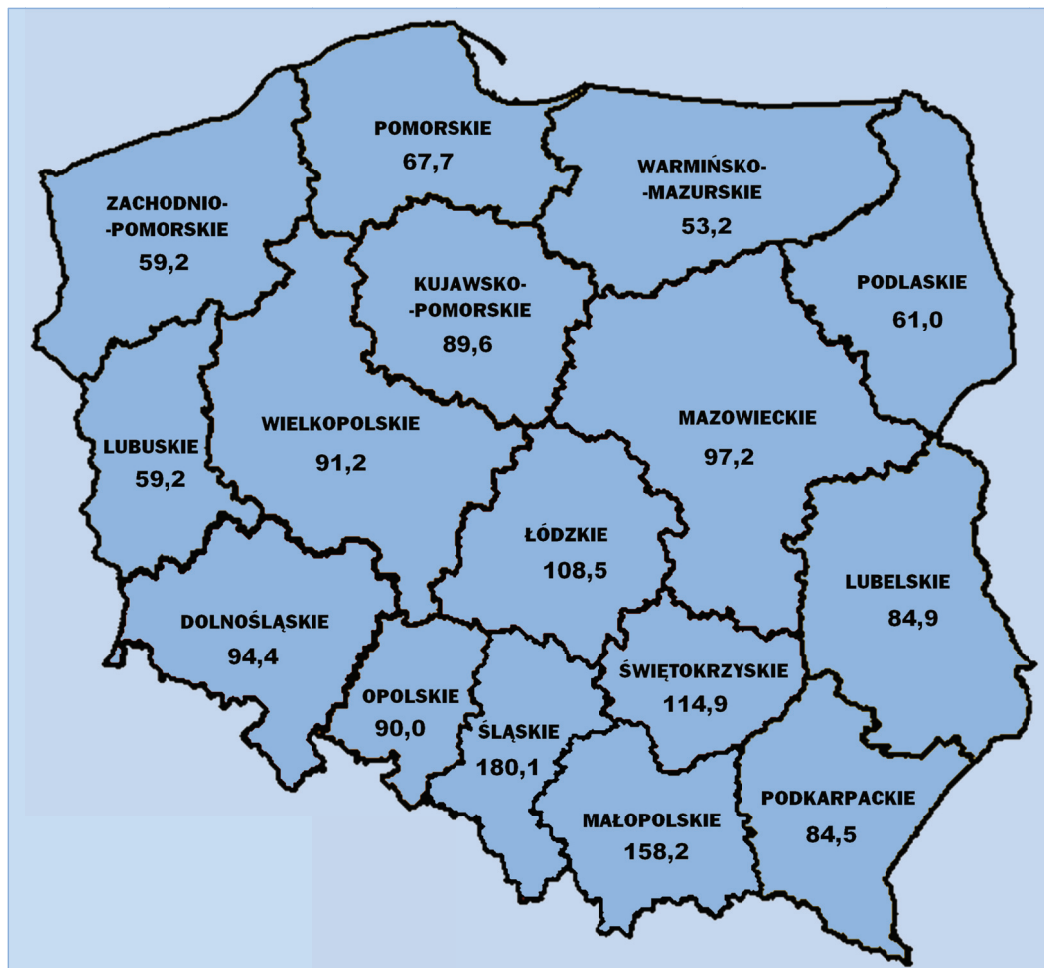 POMORSKIE
67,7
WARMIŃSKO-
-MAZURSKIE
53,2
ZACHODNIO-
-POMORSKIE
59,2
KUJAWSKO-
-POMORSKIE
89,6
PODLASKIE
61,0
WIELKOPOLSKIE
91,2
MAZOWIECKIE
97,2
LUBUSKIE
59,2
ŁÓDZKIE
108,5
LUBELSKIE
84,9
DOLNOŚLĄSKIE
94,4
OPOLSKIE
90,0
ŚWIĘTOKRZYSKIE
114,9
ŚLĄSKIE
180,1
MAŁOPOLSKIE
158,2
PODKARPACKIE
84,5